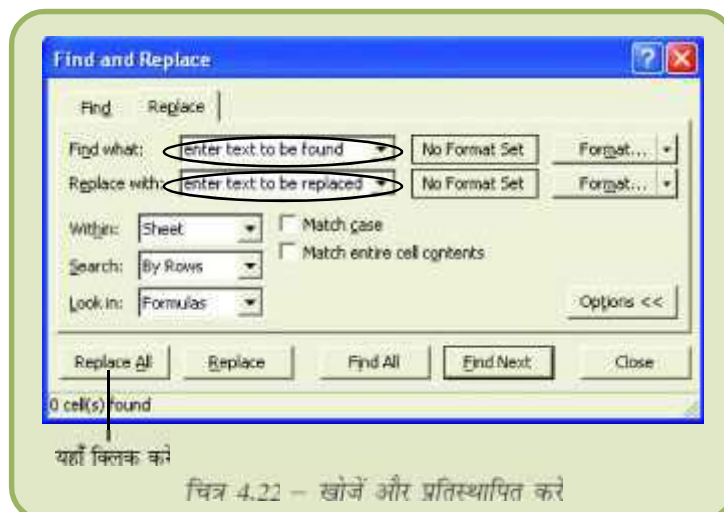 Find and Replace
Find Replace
Find what: enter text to be found No Format Set Format...
Replace with: enter text to be replaced No Format Set Format...
Within: Sheet Match case
Search: By Rows Match entire cell contents
Look in: Formulas Options <<
Replace All Replace Find All Find Next Close
0 cell(s) found
यहाँ क्लिक करें
चित्र 4.22 – खोजें और प्रतिस्थापित करें